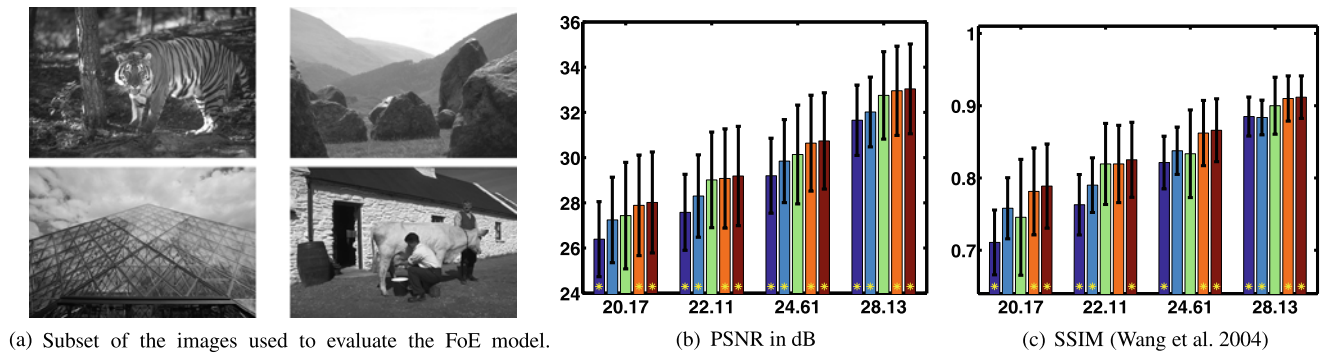 36
34
32
30
28
26
24
20.17 22.11 24.61 28.13
1
0.9
0.8
0.7
20.17 22.11 24.61 28.13
(a) Subset of the images used to evaluate the FoE model.
(b) PSNR in dB
(c) SSIM (Wang et al. 2004)